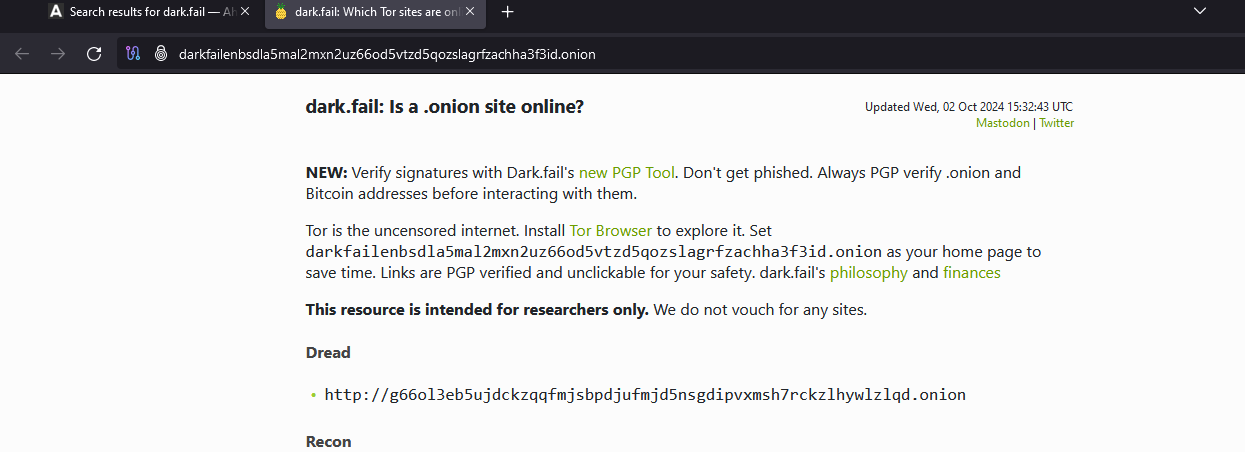 Search results for dark.fail — Ah
dark.fail: Which Tor sites are onl
darkfailenbsdla5mal2mxn2uz66od5vtzd5qozslagrfzachha3f3id.onion
dark.fail: Is a .onion site online?
Updated Wed, 02 Oct 2024 15:32:43 UTC
Mastodon | Twitter
NEW: Verify signatures with Dark.fail's new PGP Tool. Don't get phished. Always PGP verify .onion and
Bitcoin addresses before interacting with them.
Tor is the uncensored internet. Install Tor Browser to explore it. Set
darkfailenbsdla5mal2mxn2uz66od5vtzd5qozslagrfzachha3f3id.onion as your home page to
save time. Links are PGP verified and unclickable for your safety. dark.fail's philosophy and finances
This resource is intended for researchers only. We do not vouch for any sites.
Dread
• http://g66ol3eb5ujdckzqqfmjsbpdjufmjd5nsgdipvxmsh7rckzlhywlzlqd.onion
Recon